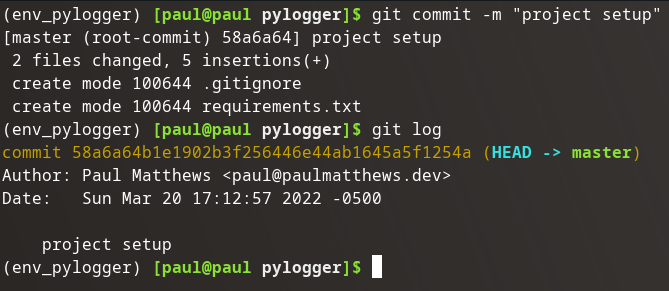 (env_pylogger) [paul@paul pylogger]$ git commit -m "project setup"
[master (root-commit) 58a6a64] project setup
 2 files changed, 5 insertions(+)
 create mode 100644 .gitignore
 create mode 100644 requirements.txt
(env_pylogger) [paul@paul pylogger]$ git log
commit 58a6a64b1e1902b3f256446e44ab1645a5f1254a (HEAD -> master)
Author: Paul Matthews <paul@paulmatthews.dev>
Date:   Sun Mar 20 17:12:57 2022 -0500

    project setup
(env_pylogger) [paul@paul pylogger]$